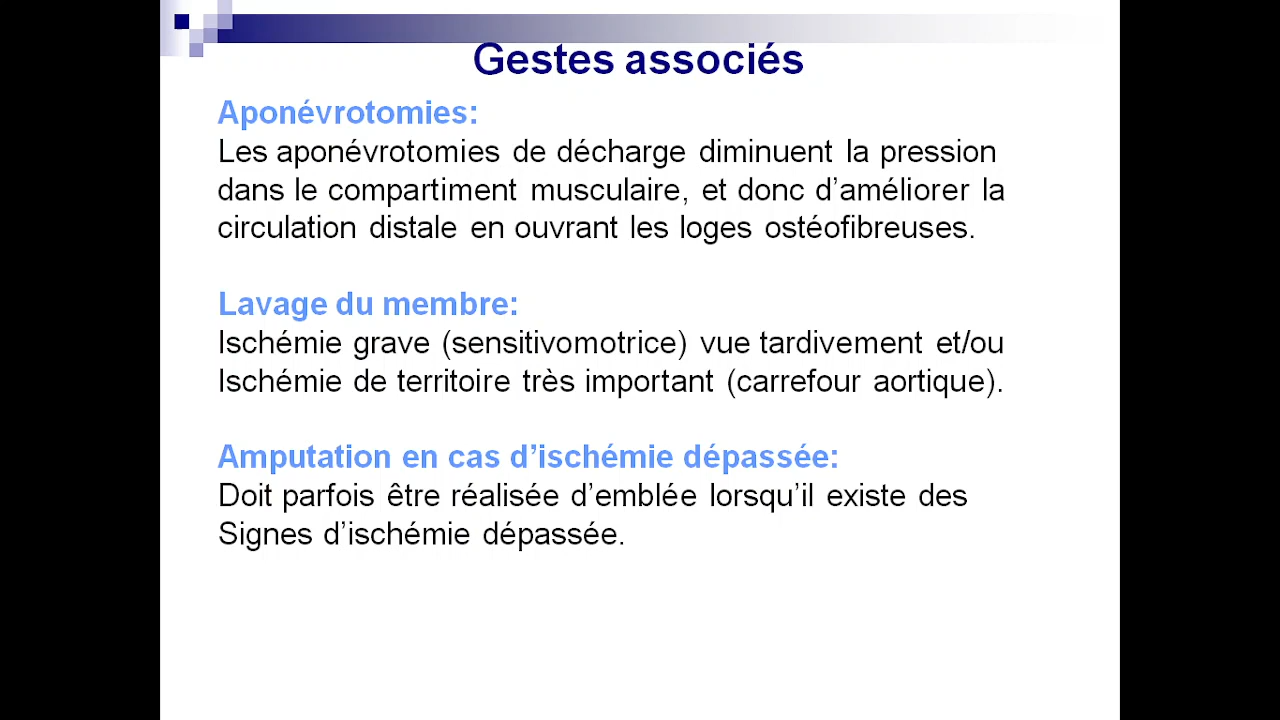 Gestes associés
Aponévrotomies:
Les aponévrotomies de décharge diminuent la pression
dans le compartiment musculaire, et donc d’améliorer la
circulation distale en ouvrant les loges ostéofibreuses.
Lavage du membre:
Ischémie grave (sensitivomotrice) vue tardivement et/ou
Ischémie de territoire très important (carrefour aortique).
Amputation en cas d’ischémie dépassée:
Doit parfois être réalisée d’emblée lorsqu’il existe des
Signes d’ischémie dépassée.